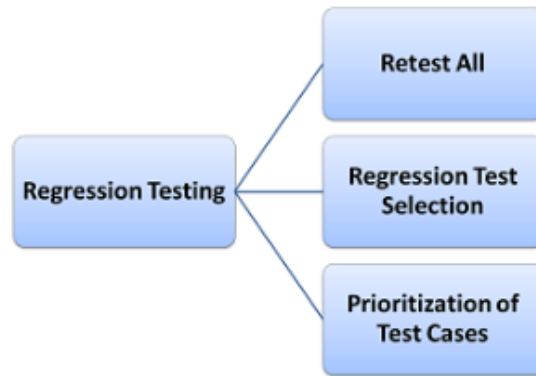 Retest All
Regression Testing
Regression Test
Selection
Prioritization of
Test Cases